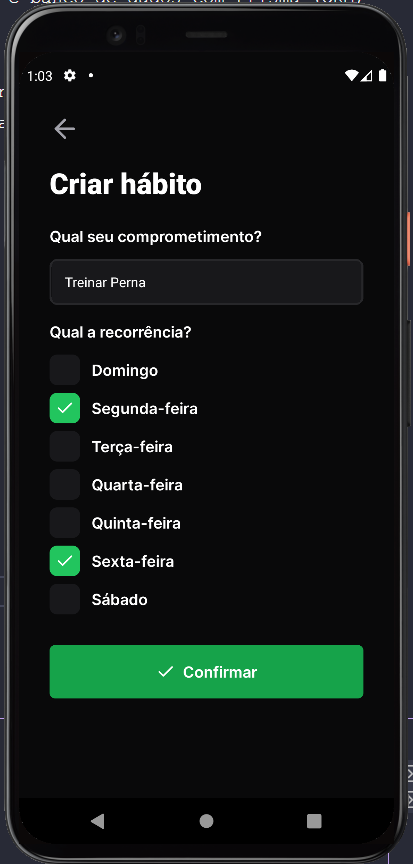 1:03
Criar hábito
Qual seu comprometimento?
Treinar Perna
Qual a recorrência?
Domingo
Segunda-feira
Terça-feira
Quarta-feira
Quinta-feira
Sexta-feira
Sábado
Confirmar